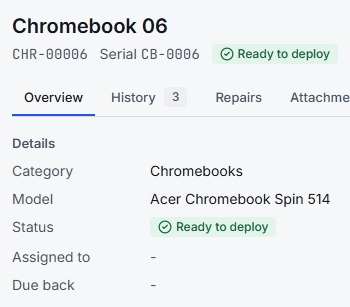 Chromebook 06
CHR-00006 Serial CB-0006 Ready to deploy
Overview History 3 Repairs Attachme
Details
Category Chromebooks
Model Acer Chromebook Spin 514
Status Ready to deploy
Assigned to -
Due back -